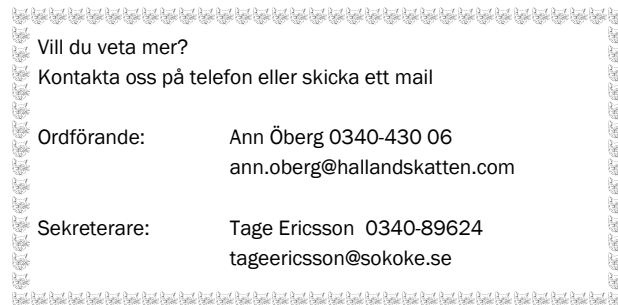 Vill du veta mer?
Kontakta oss på telefon eller skicka ett mail
Ordförande: Ann Öberg 0340-430 06
ann.oberg@hallandskatten.com
Sekreterare: Tage Ericsson  0340-89624
tageericsson@sokoke.se